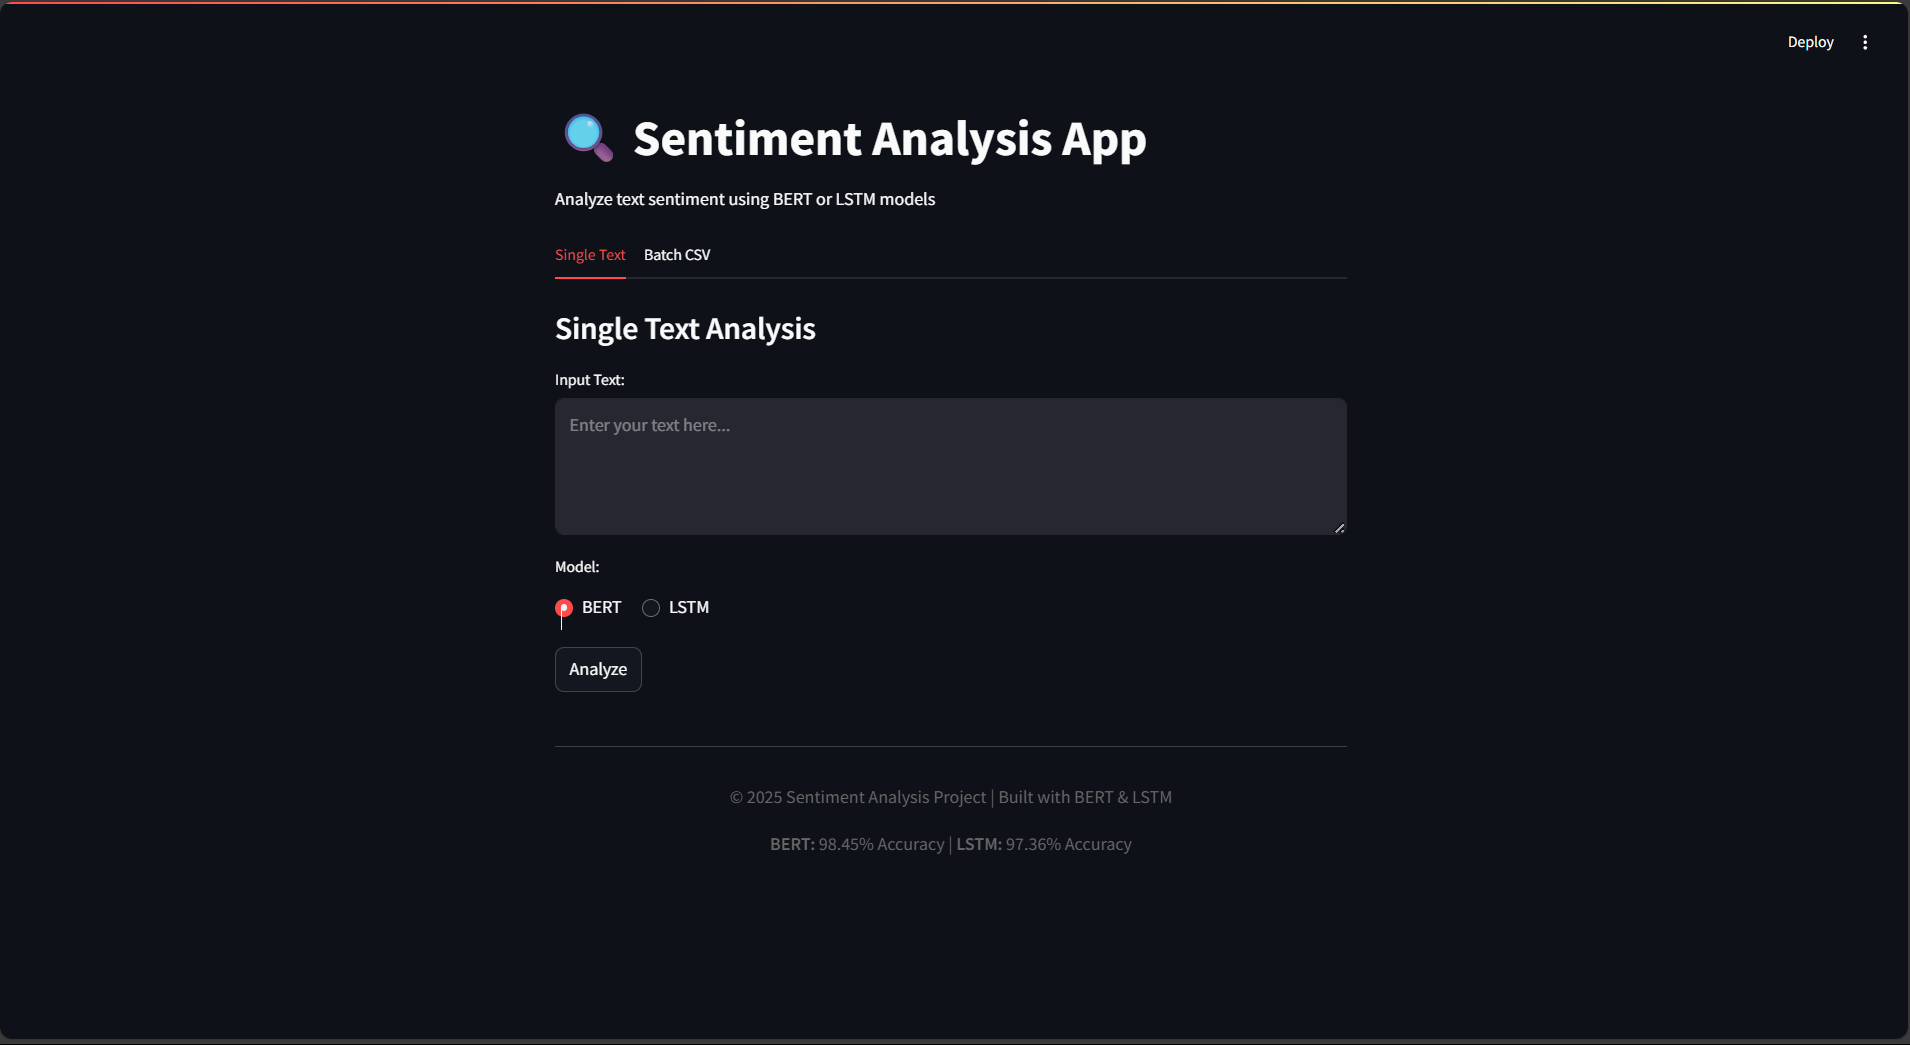 Deploy
Sentiment Analysis App
Analyze text sentiment using BERT or LSTM models
Single Text Batch CSV
Single Text Analysis
Input Text:
Enter your text here...
Model:
BERT LSTM
Analyze
© 2025 Sentiment Analysis Project | Built with BERT & LSTM
BERT: 98.45% Accuracy | LSTM: 97.36% Accuracy